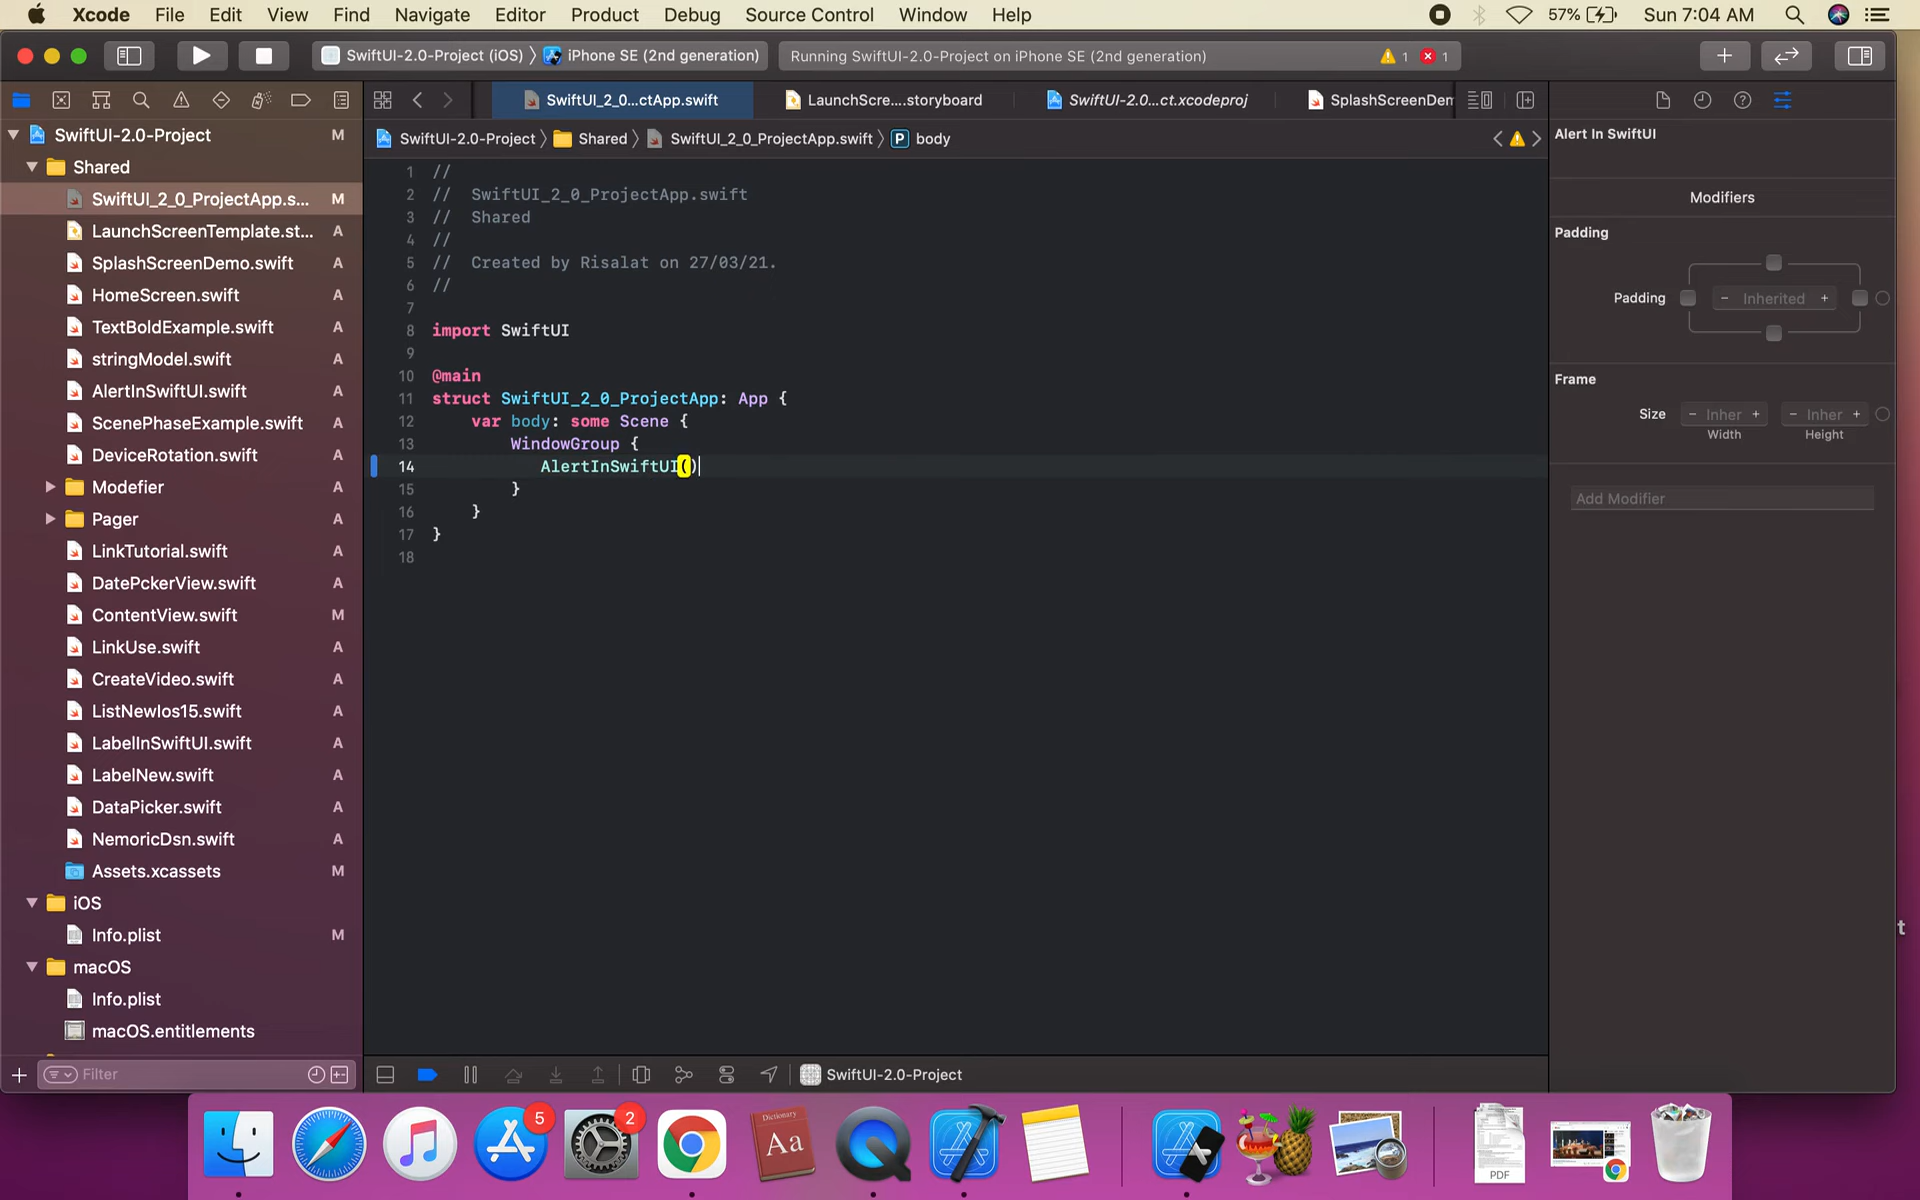 Xcode File Edit View Find Navigate Editor Product Debug Source Control Window Help 57% Sun 7:04 AM
SwiftUI-2.0-Project (iOS) iPhone SE (2nd generation) Running SwiftUI-2.0-Project on iPhone SE (2nd generation) 1 1
SwiftUI_2_0...ctApp.swift LaunchScre....storyboard SwiftUI-2.0...ct.xcodeproj SplashScreenDem
SwiftUI-2.0-Project Shared SwiftUI_2_0_ProjectApp.swift P body
SwiftUI-2.0-Project M
Shared
SwiftUI_2_0_ProjectApp.s... M
LaunchScreenTemplate.st... A
SplashScreenDemo.swift A
HomeScreen.swift A
TextBoldExample.swift A
stringModel.swift A
AlertInSwiftUI.swift A
ScenePhaseExample.swift A
DeviceRotation.swift A
Modefier A
Pager A
LinkTutorial.swift A
DatePckerView.swift A
ContentView.swift M
LinkUse.swift A
CreateVideo.swift A
ListNewIos15.swift A
LabelInSwiftUI.swift A
LabelNew.swift A
DataPicker.swift A
NemoricDsn.swift A
Assets.xcassets M
iOS
Info.plist M
macOS
Info.plist
macOS.entitlements
Filter
1 //
2 // SwiftUI_2_0_ProjectApp.swift
3 // Shared
4 //
5 // Created by Risalat on 27/03/21.
6 //
7
8 import SwiftUI
9
10 @main
11 struct SwiftUI_2_0_ProjectApp: App {
12 var body: some Scene {
13 WindowGroup {
14 AlertInSwiftUI()
15 }
16 }
17 }
18
SwiftUI-2.0-Project
Alert In SwiftUI
Modifiers
Padding
Padding - Inherited +
Frame
Size - Inher + - Inher +
Width Height
Add Modifier
t
5
2
Dictionary
Aa
PDF